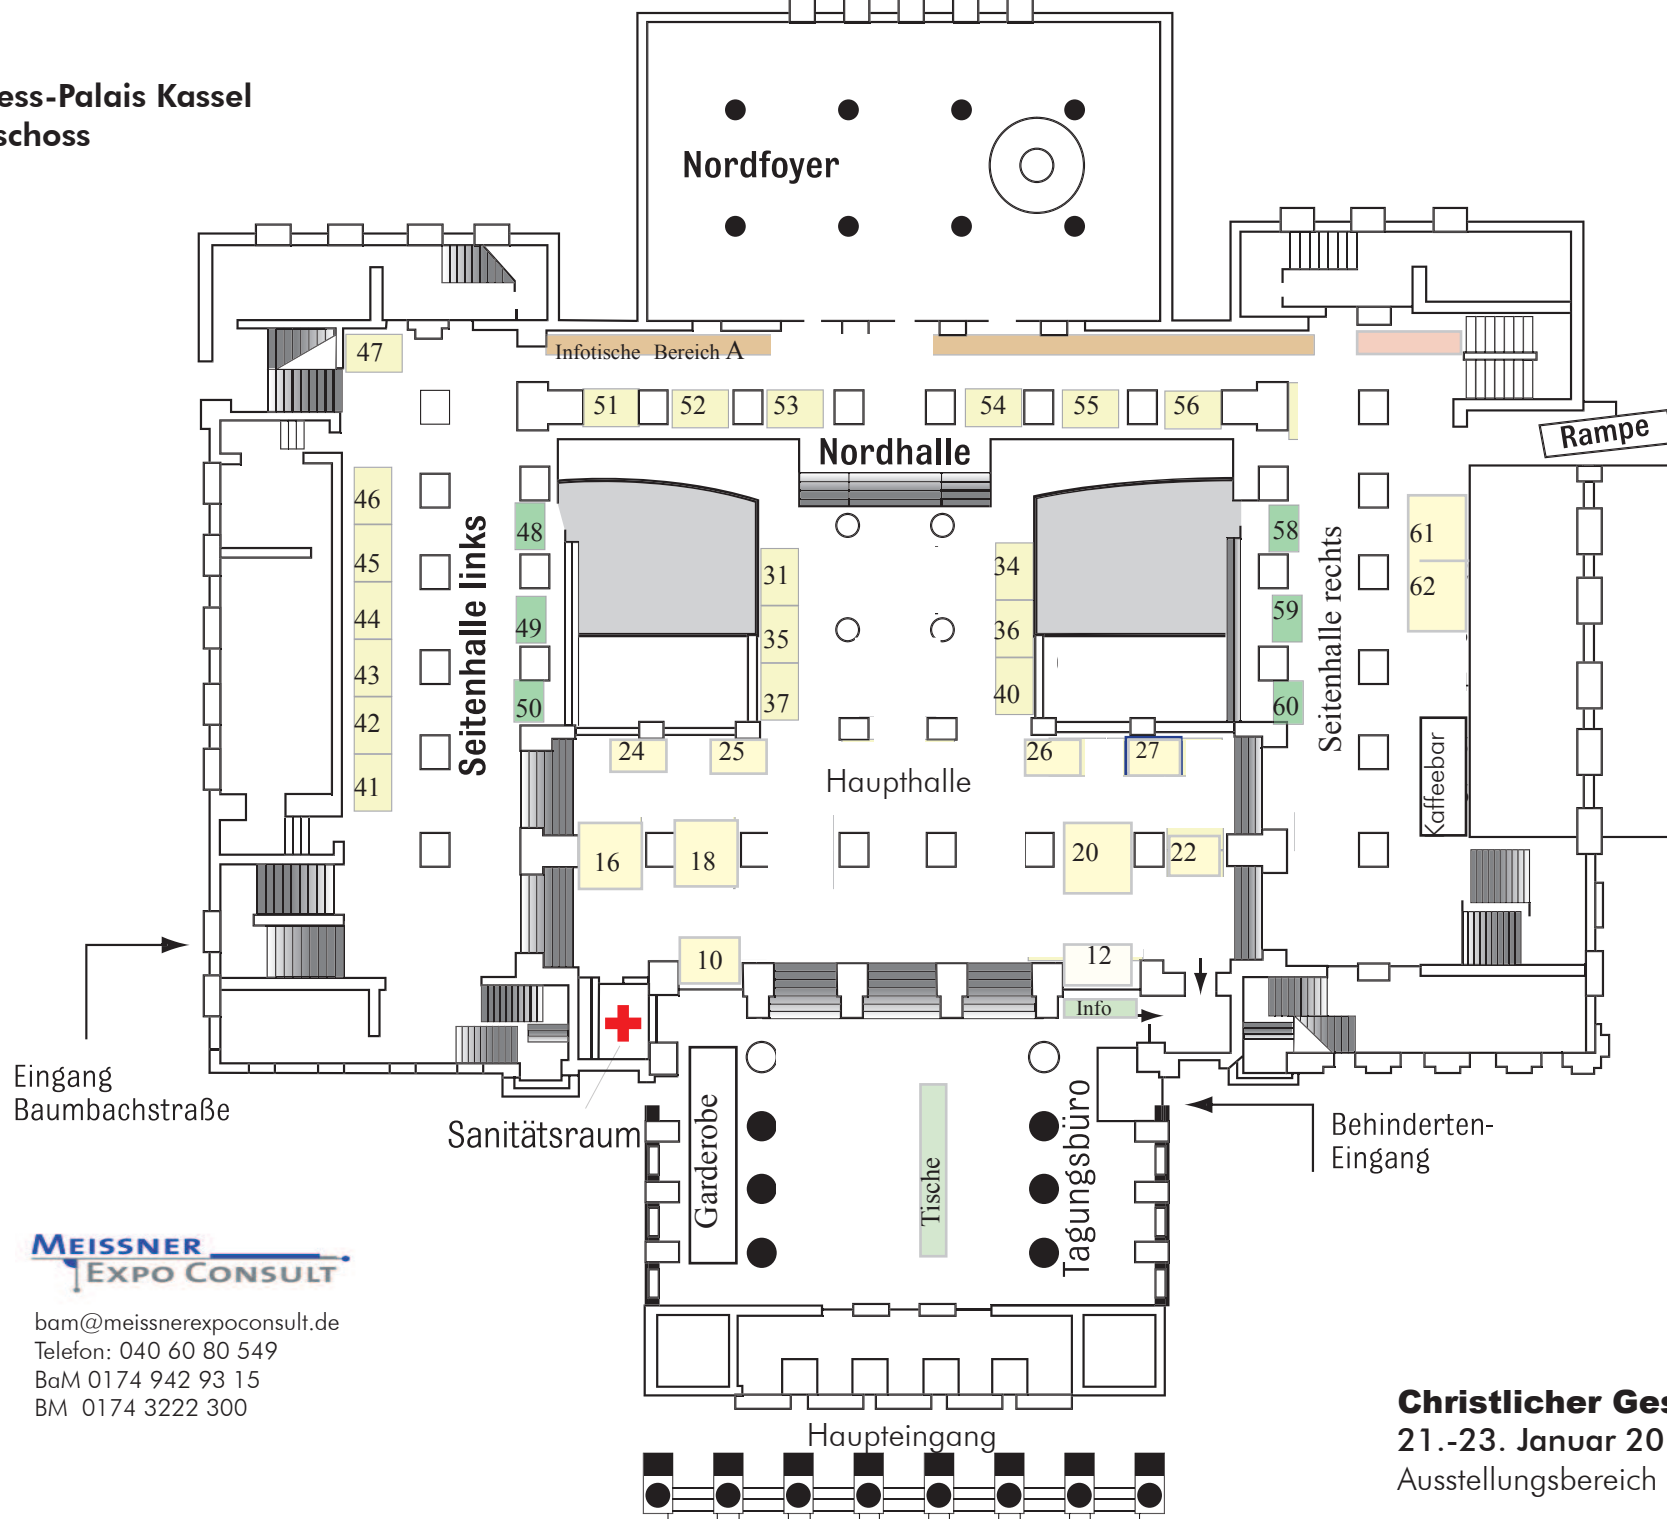 ess-Palais Kassel
schoss
Nordfoyer
47
Infotische Bereich A
51
52
53
54
55
56
Nordhalle
Rampe
46
45
44
43
42
41
Seitenhalle links
48
49
50
31
35
37
34
36
40
58
59
60
Seitenhalle rechts
61
62
Kaffeebar
24
25
26
27
Haupthalle
16
18
20
22
10
12
Info
Eingang
Baumbachstraße
Sanitätsraum
Garderobe
Tische
Tagungsbüro
Behinderten-
Eingang
MEISSNER
EXPO CONSULT
bam@meissnerexpoconsult.de
Telefon: 040 60 80 549
BaM 0174 942 93 15
BM 0174 3222 300
Haupteingang
Christlicher Ges
21.-23. Januar 20
Ausstellungsbereich